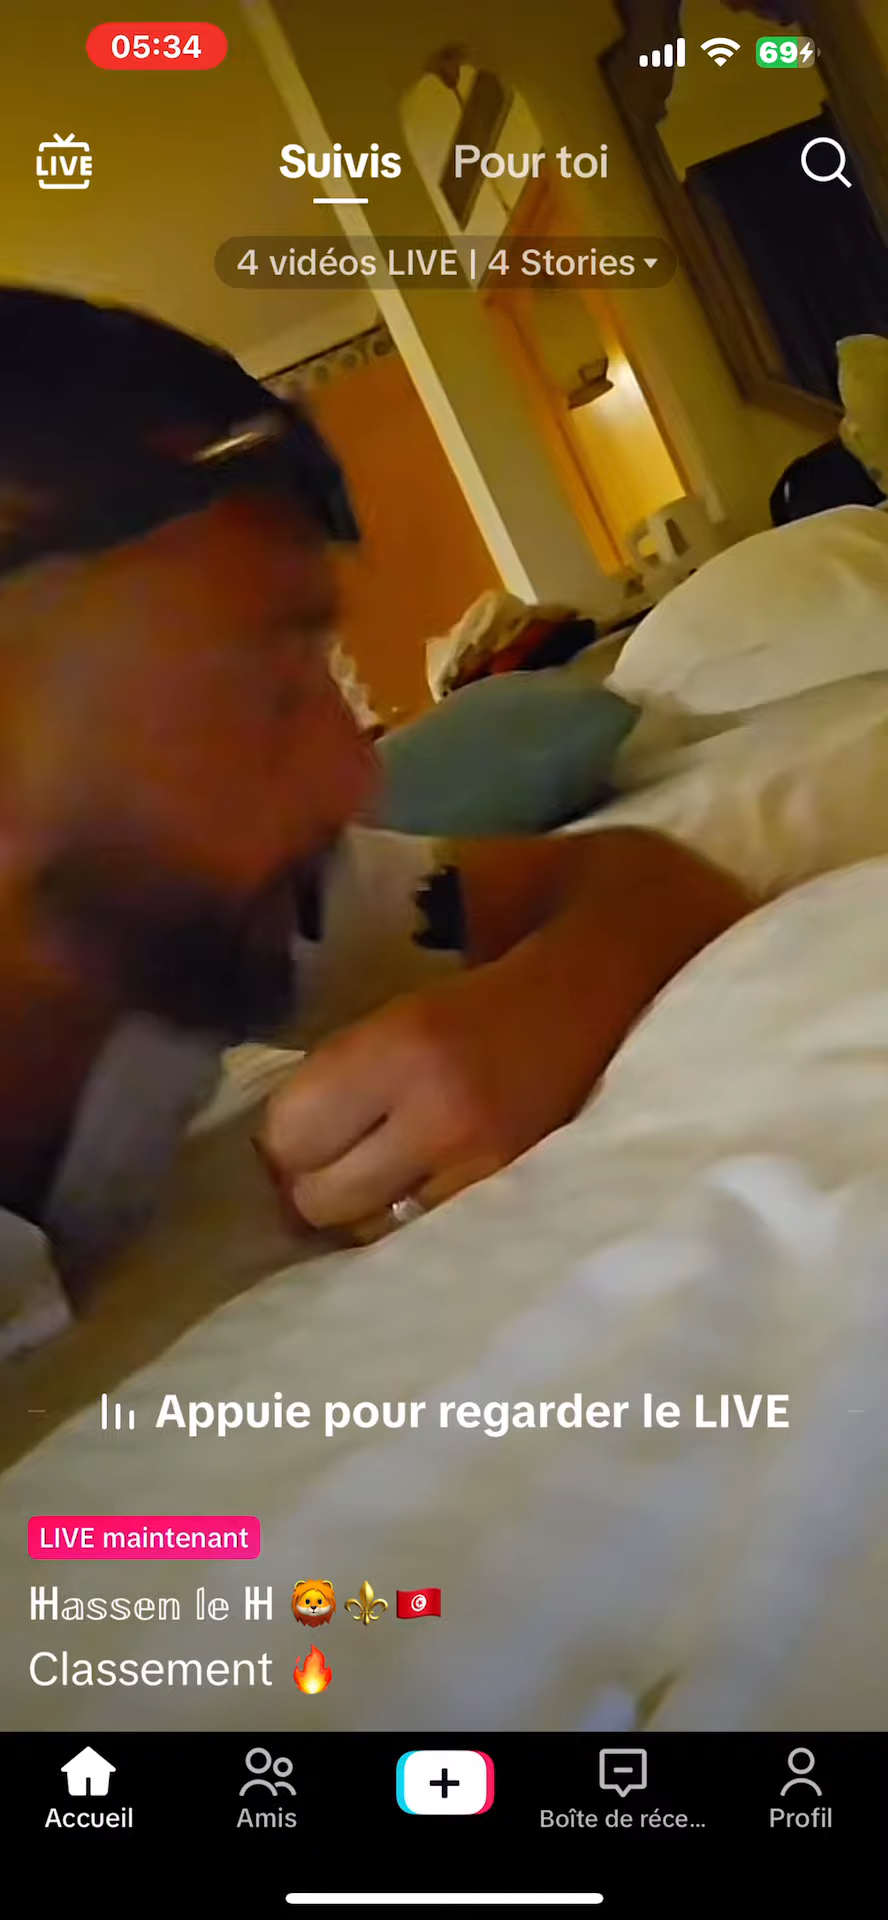 05:34
69
LIVE
Suivis
Pour toi
4 vidéos LIVE | 4 Stories
Appuie pour regarder le LIVE
LIVE maintenant
ℍassen le ℍ 🦁⚜️🇹🇳
Classement 🔥
Accueil
Amis
Boîte de réce...
Profil